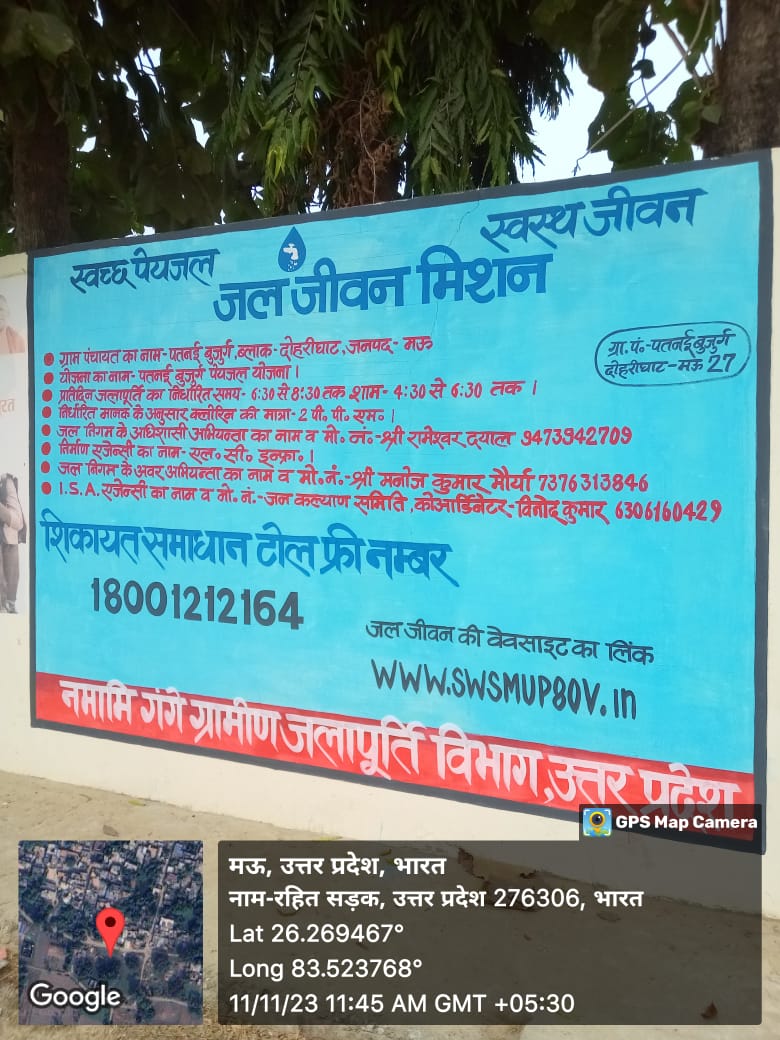 स्वच्छ पेयजल
स्वस्थ जीवन
जल जीवन मिशन
ग्रा. पं.-पतनई बुजुर्ग
दोहरीघाट-मऊ 27
ग्राम पंचायत का नाम- पतनई बुजुर्ग, ब्लाक- दोहरीघाट, जनपद- मऊ
योजना का नाम- पतनई बुजुर्ग पेयजल योजना।
प्रतिदिन जलापूर्ति का निर्धारित समय- 6:30 से 8:30 तक शाम- 4:30 से 6:30 तक।
निर्धारित मानक के अनुसार क्लोरिन की मात्रा- 2 पी. पी. एम.।
जल निगम के अधिशासी अभियन्ता का नाम व मो. नं.-श्री रामेश्वर दयाल 9473942709
निर्माण एजेन्सी का नाम- एल. सी. इन्फ्रा.।
जल निगम के अवर अभियन्ता का नाम व मो. नं.-श्री मनोज कुमार मौर्या 7376313846
I.S.A. एजेन्सी का नाम व मो. नं.-जन कल्याण समिति, कोआर्डिनेटर-विनोद कुमार 6306160429
शिकायत समाधान टोल फ्री नम्बर
18001212164
जल जीवन की वेवसाइट का लिंक
WWW.SWSMUP80V.in
नमामि गंगे ग्रामीण जलापूर्ति विभाग, उत्तर प्रदेश
GPS Map Camera
मऊ, उत्तर प्रदेश, भारत
नाम-रहित सड़क, उत्तर प्रदेश 276306, भारत
Lat 26.269467°
Long 83.523768°
11/11/23 11:45 AM GMT +05:30
Google